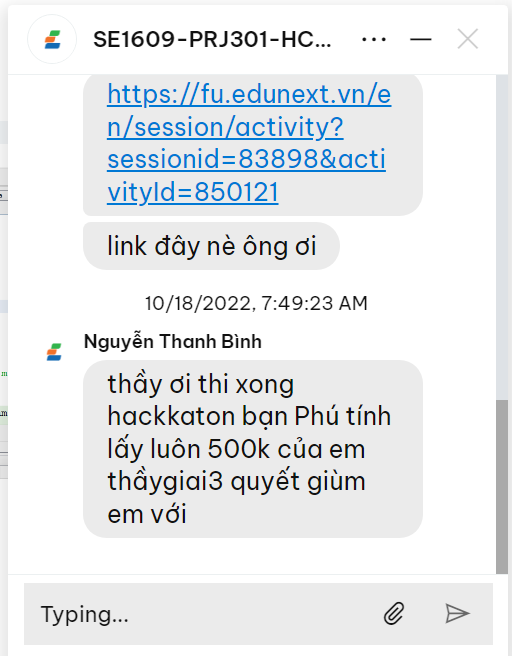 SE1609-PRJ301-HC...
https://fu.edunext.vn/e
n/session/activity?
sessionid=83898&acti
vityId=850121
link đây nè ông ơi
10/18/2022, 7:49:23 AM
Nguyễn Thanh Bình
thầy ơi thi xong
hackkaton bạn Phú tính
lấy luôn 500k của em
thầygiai3 quyết giùm
em với
Typing...